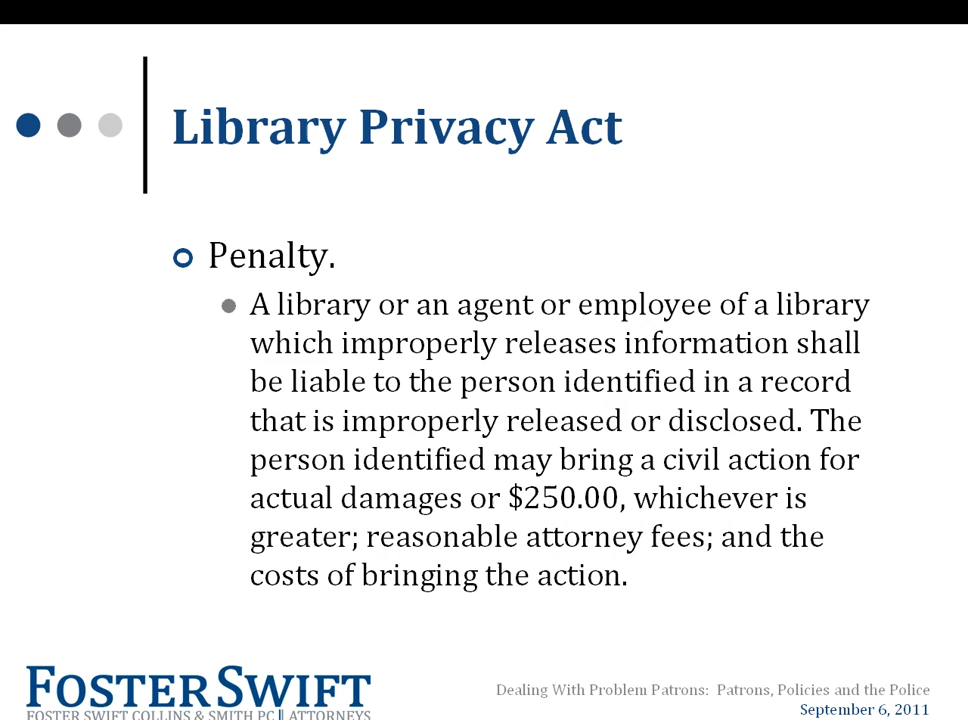 Library Privacy Act
Penalty.
A library or an agent or employee of a library
which improperly releases information shall
be liable to the person identified in a record
that is improperly released or disclosed. The
person identified may bring a civil action for
actual damages or $250.00, whichever is
greater; reasonable attorney fees; and the
costs of bringing the action.
FOSTER SWIFT
FOSTER SWIFT COLLINS & SMITH PC || ATTORNEYS
Dealing With Problem Patrons: Patrons, Policies and the Police
September 6, 2011